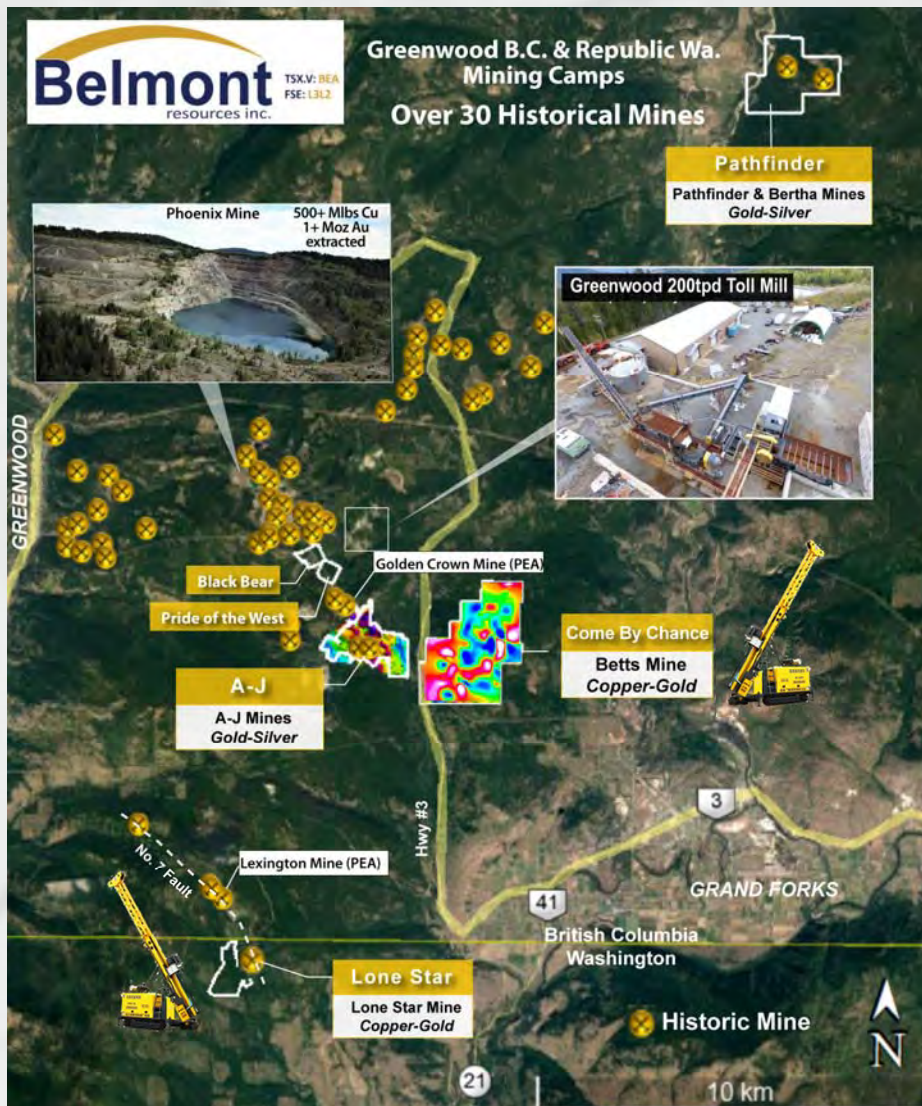 Belmont
resources inc.
TSX.V: BEA
FSE: L3L2
Greenwood B.C. & Republic Wa.
Mining Camps
Over 30 Historical Mines
Pathfinder
Pathfinder & Bertha Mines
Gold-Silver
Phoenix Mine
500+ Mlbs Cu
1+ Moz Au
extracted
Greenwood 200tpd Toll Mill
GREENWOOD
Black Bear
Golden Crown Mine (PEA)
Pride of the West
Come By Chance
Betts Mine
Copper-Gold
A-J
A-J Mines
Gold-Silver
Hwy #3
3
No. 7 Fault
Lexington Mine (PEA)
41
GRAND FORKS
British Columbia
Washington
Lone Star
Lone Star Mine
Copper-Gold
Historic Mine
N
21
10 km